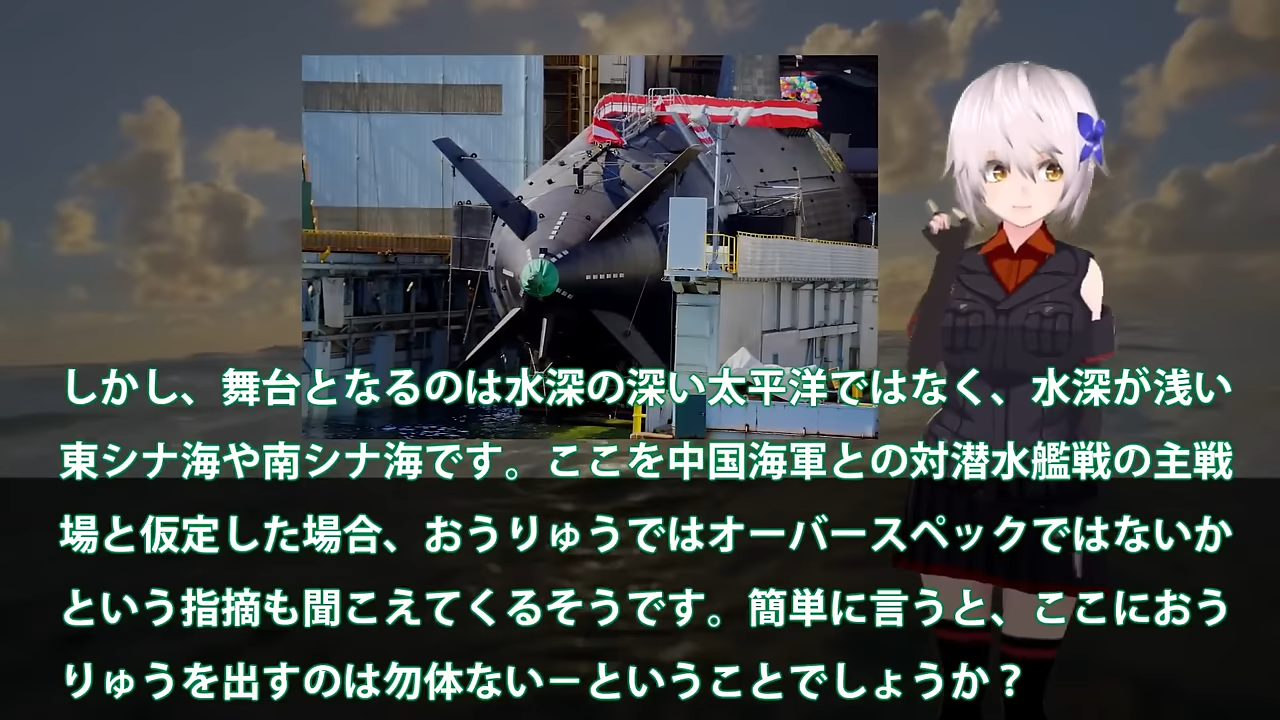 しかし、舞台となるのは水深の深い太平洋ではなく、水深が浅い
東シナ海や南シナ海です。ここを中国海軍との対潜水艦戦の主戦
場と仮定した場合、おうりゅうではオーバースペックではないか
という指摘も聞こえてくるそうです。簡単に言うと、ここにおう
りゅうを出すのは勿体ない－ということでしょうか？